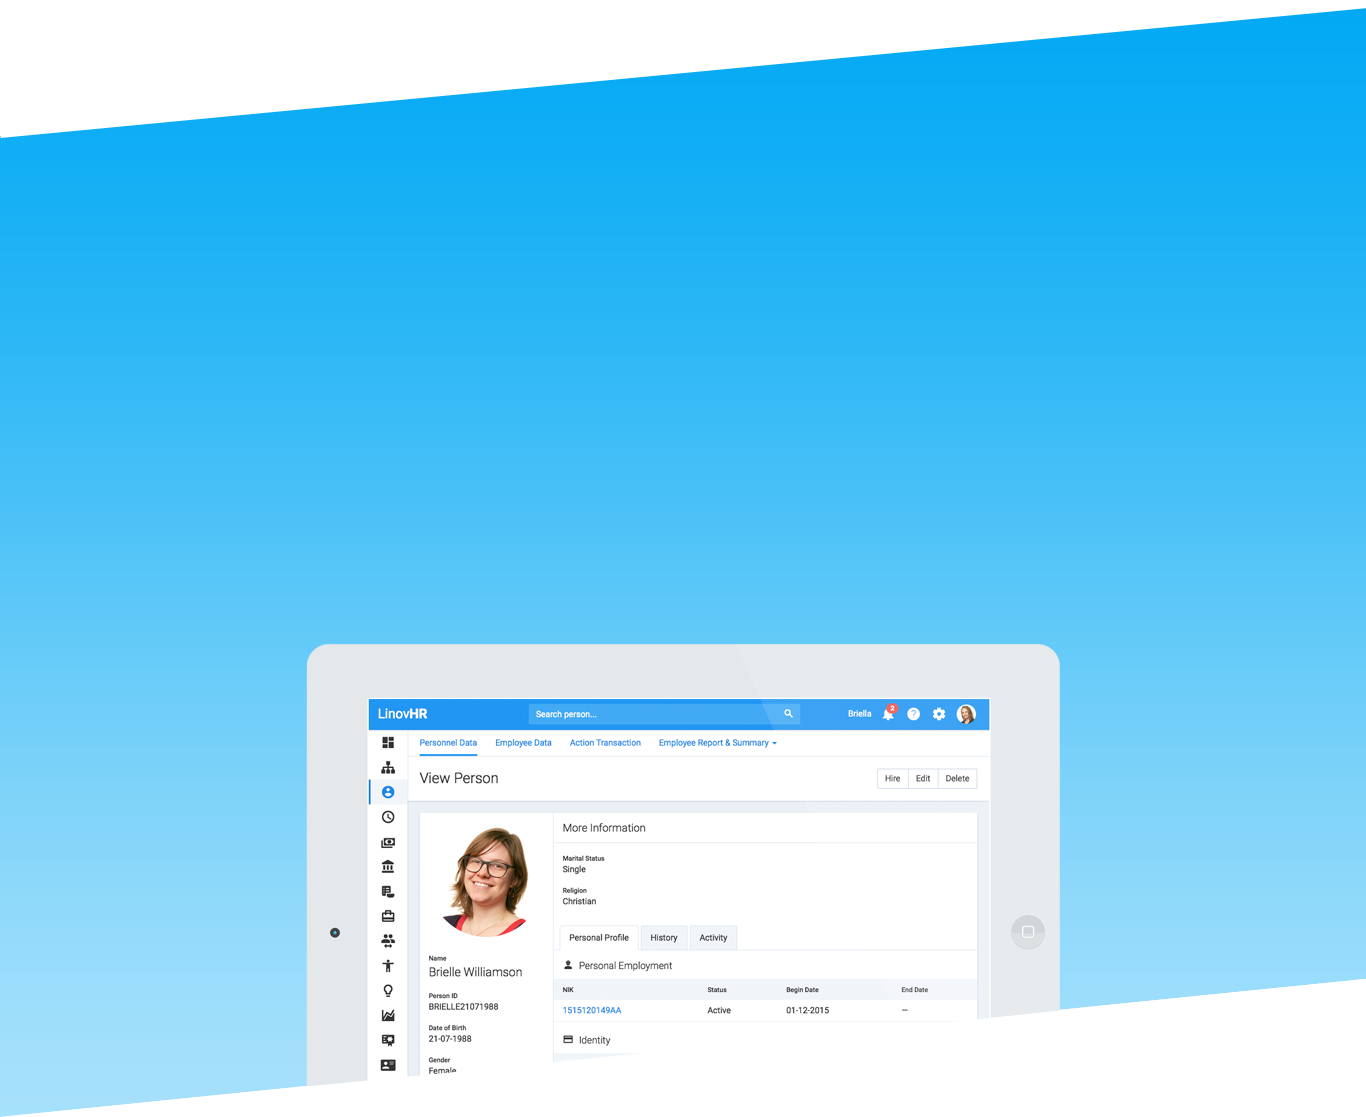 LinovHR
Search person...
Briella
2
?
Personnel Data
Employee Data
Action Transaction
Employee Report & Summary
View Person
Hire
Edit
Delete
More Information
Marital Status
Single
Religion
Christian
Personal Profile
History
Activity
Name
Brielle Williamson
Person ID
BRIELLE21071988
Date of Birth
21-07-1988
Gender
Female
Personal Employment
NIK
Status
Begin Date
End Date
1515120149AA
Active
01-12-2015
—
Identity